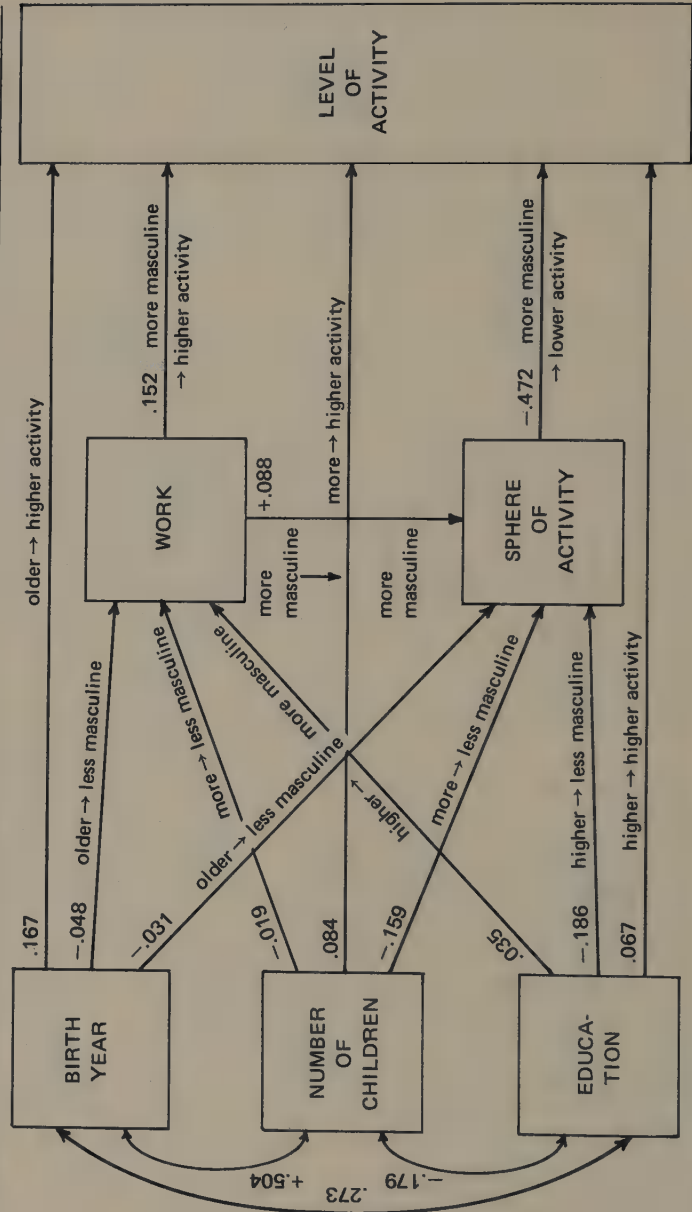 .167 older → higher activity
BIRTH
YEAR
−.048 older → less masculine
−.031 older → less masculine
+.504
.273
−.179
NUMBER
OF
CHILDREN
−.019 more → less masculine
.084 more → higher activity
−.159 more → less masculine
EDUCA-
TION
.035 higher → more masculine
−.186 higher → less masculine
.067 higher → higher activity
WORK
.152 more masculine
→ higher activity
+.088
more
masculine
→
more
masculine
SPHERE
OF
ACTIVITY
−.472 more masculine
→ lower activity
LEVEL
OF
ACTIVITY